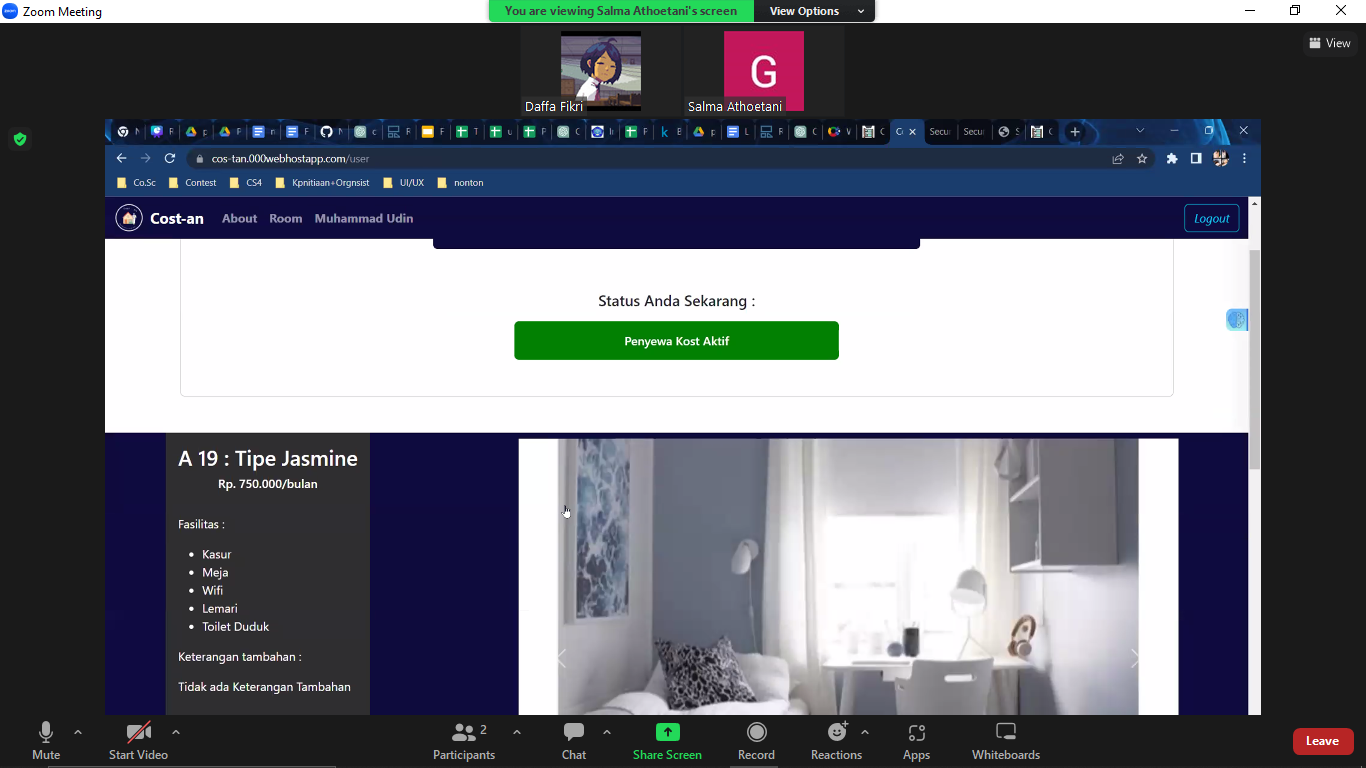 Zoom Meeting
You are viewing Salma Athoetani's screen
View Options
View
Daffa Fikri
G
Salma Athoetani
cos-tan.000webhostapp.com/user
Co.Sc
Contest
CS4
Kpnitiaan+Orgnsist
UI/UX
nonton
Cost-an
About
Room
Muhammad Udin
Logout
Status Anda Sekarang :
Penyewa Kost Aktif
A 19 : Tipe Jasmine
Rp. 750.000/bulan
Fasilitas :
Kasur
Meja
Wifi
Lemari
Toilet Duduk
Keterangan tambahan :
Tidak ada Keterangan Tambahan
Mute
Start Video
Participants
2
Chat
Share Screen
Record
Reactions
Apps
Whiteboards
Leave